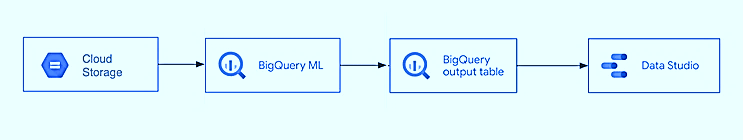 Cloud
Storage
BigQuery ML
BigQuery
output table
Data Studio